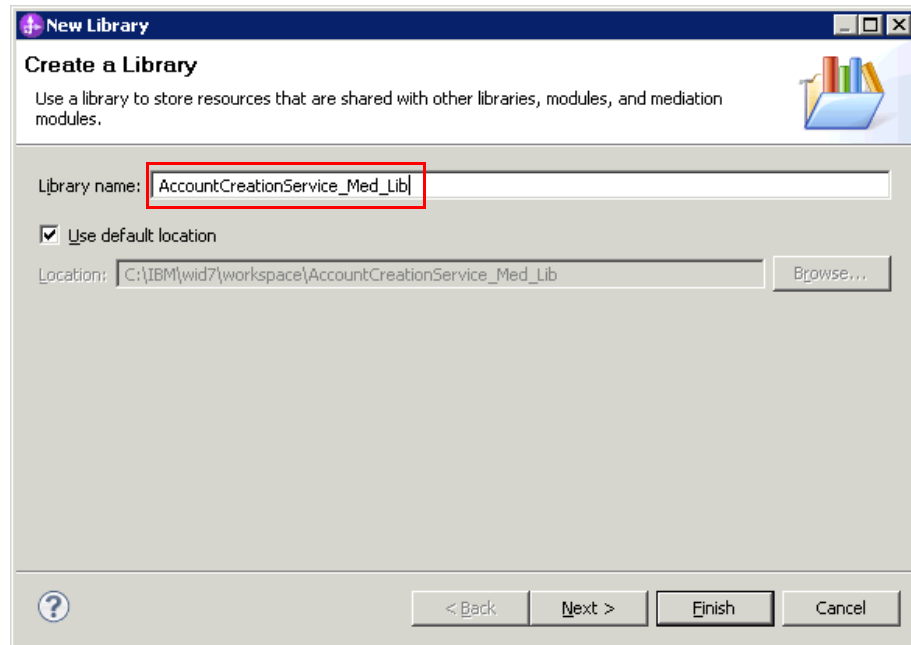 New Library
Create a Library
Use a library to store resources that are shared with other libraries, modules, and mediation
modules.
Library name: AccountCreationService_Med_Lib
Use default location
Location: C:\IBM\wid7\workspace\AccountCreationService_Med_Lib Browse...
? < Back Next > Finish Cancel